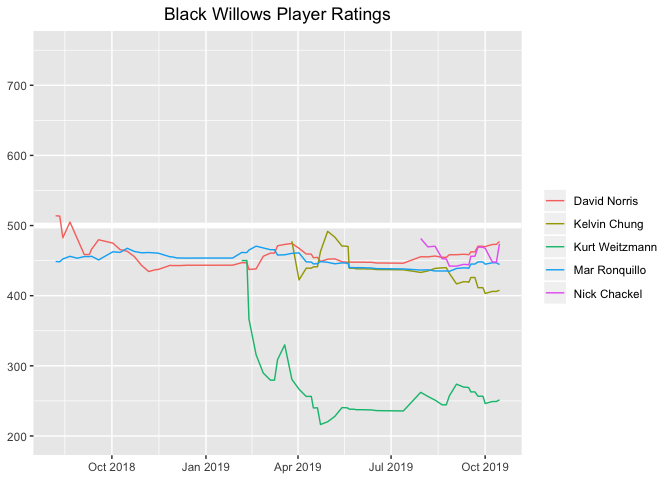 Black Willows Player Ratings
700
600
500
400
300
200
Oct 2018 Jan 2019 Apr 2019 Jul 2019 Oct 2019
David Norris
Kelvin Chung
Kurt Weitzmann
Mar Ronquillo
Nick Chackel